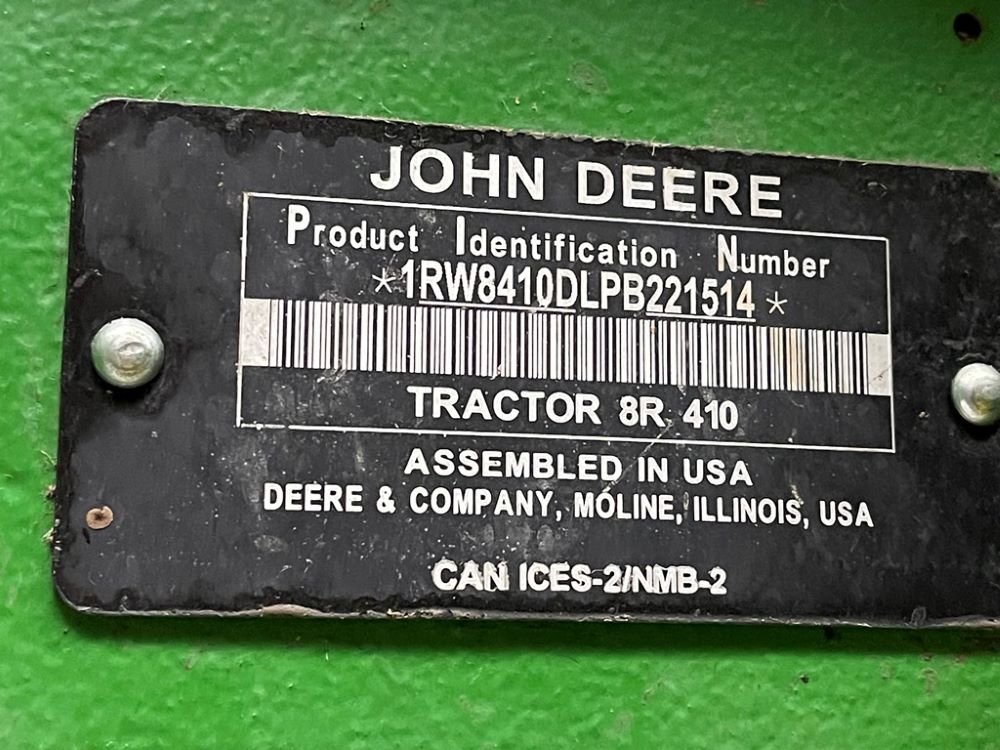 JOHN DEERE
Product Identification Number
*1RW8410DLPB221514*
TRACTOR 8R 410
ASSEMBLED IN USA
DEERE & COMPANY, MOLINE, ILLINOIS, USA
CAN ICES-2/NMB-2